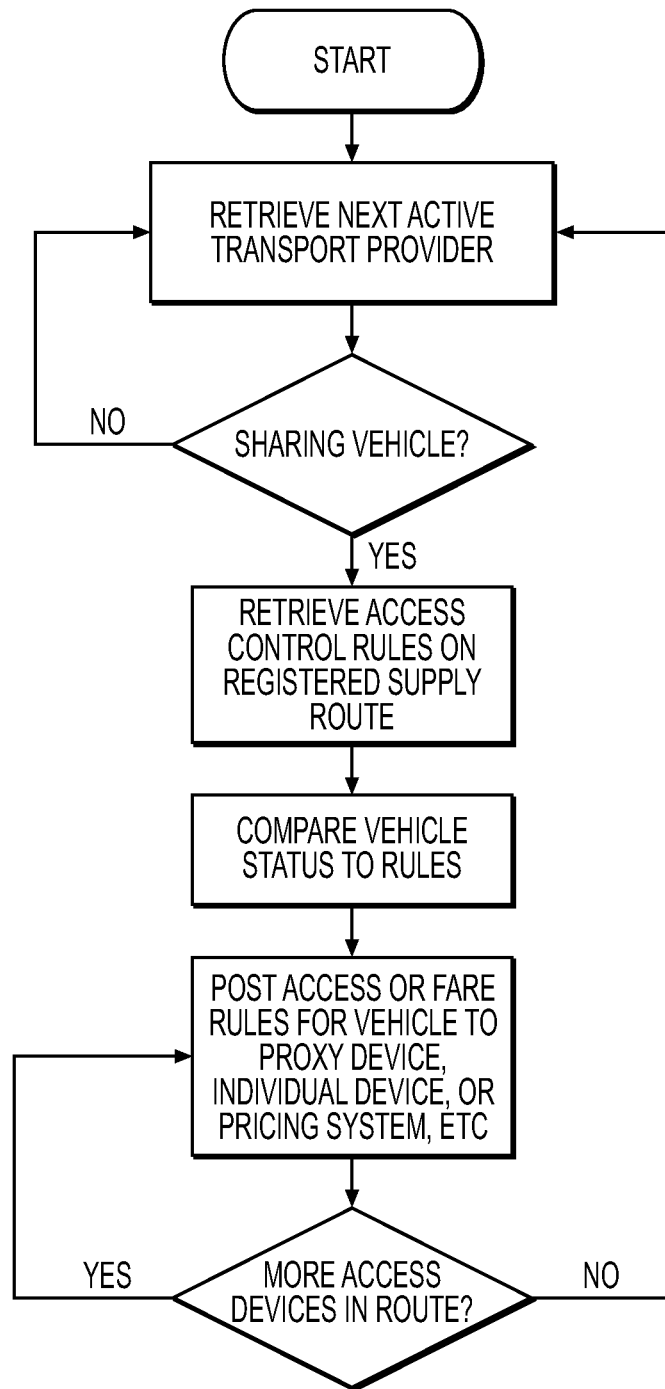 START
RETRIEVE NEXT ACTIVE
TRANSPORT PROVIDER
NO
SHARING VEHICLE?
YES
RETRIEVE ACCESS
CONTROL RULES ON
REGISTERED SUPPLY
ROUTE
COMPARE VEHICLE
STATUS TO RULES
POST ACCESS OR FARE
RULES FOR VEHICLE TO
PROXY DEVICE,
INDIVIDUAL DEVICE, OR
PRICING SYSTEM, ETC
YES
MORE ACCESS
DEVICES IN ROUTE?
NO